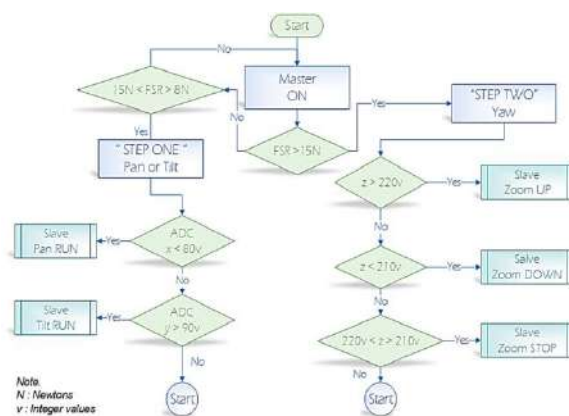 Start
No
15N < FSR > 8N
Master
ON
No
Yes
"STEP TWO"
Yaw
Yes
FSR >15N
" STEP ONE "
Pan or Tilt
z > 220v
Yes
Slave
Zoom UP
No
Slave
Pan RUN
Yes
ADC
x < 80v
No
z < 210v
Yes
Salve
Zoom DOWN
No
Slave
Tilt RUN
Yes
ADC
y > 90v
220v < z > 210v
Yes
Slave
Zoom STOP
No
No
Start
Start
Note.
N : Newtons
v : Integer values